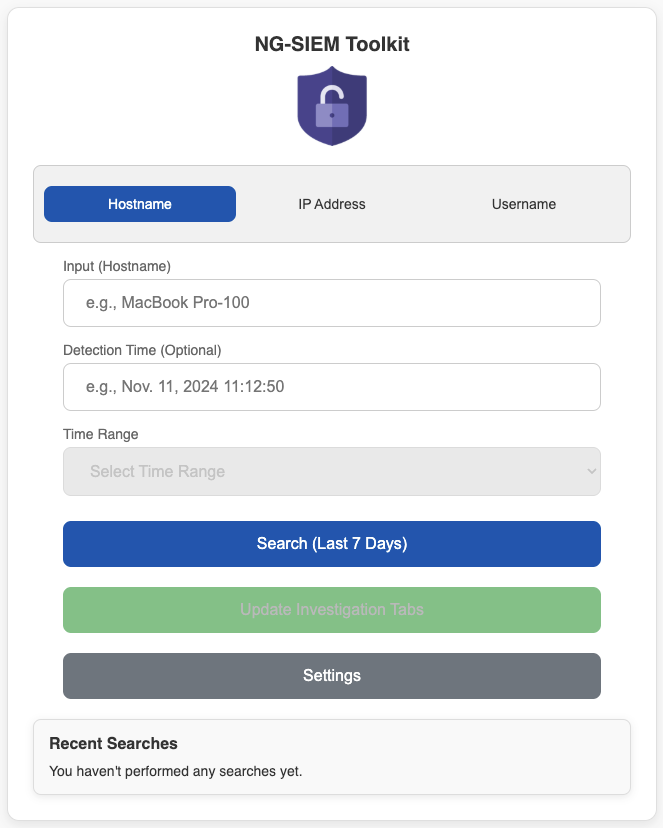 NG-SIEM Toolkit
Hostname IP Address Username
Input (Hostname)
e.g., MacBook Pro-100
Detection Time (Optional)
e.g., Nov. 11, 2024 11:12:50
Time Range
Select Time Range
Search (Last 7 Days)
Update Investigation Tabs
Settings
Recent Searches
You haven't performed any searches yet.